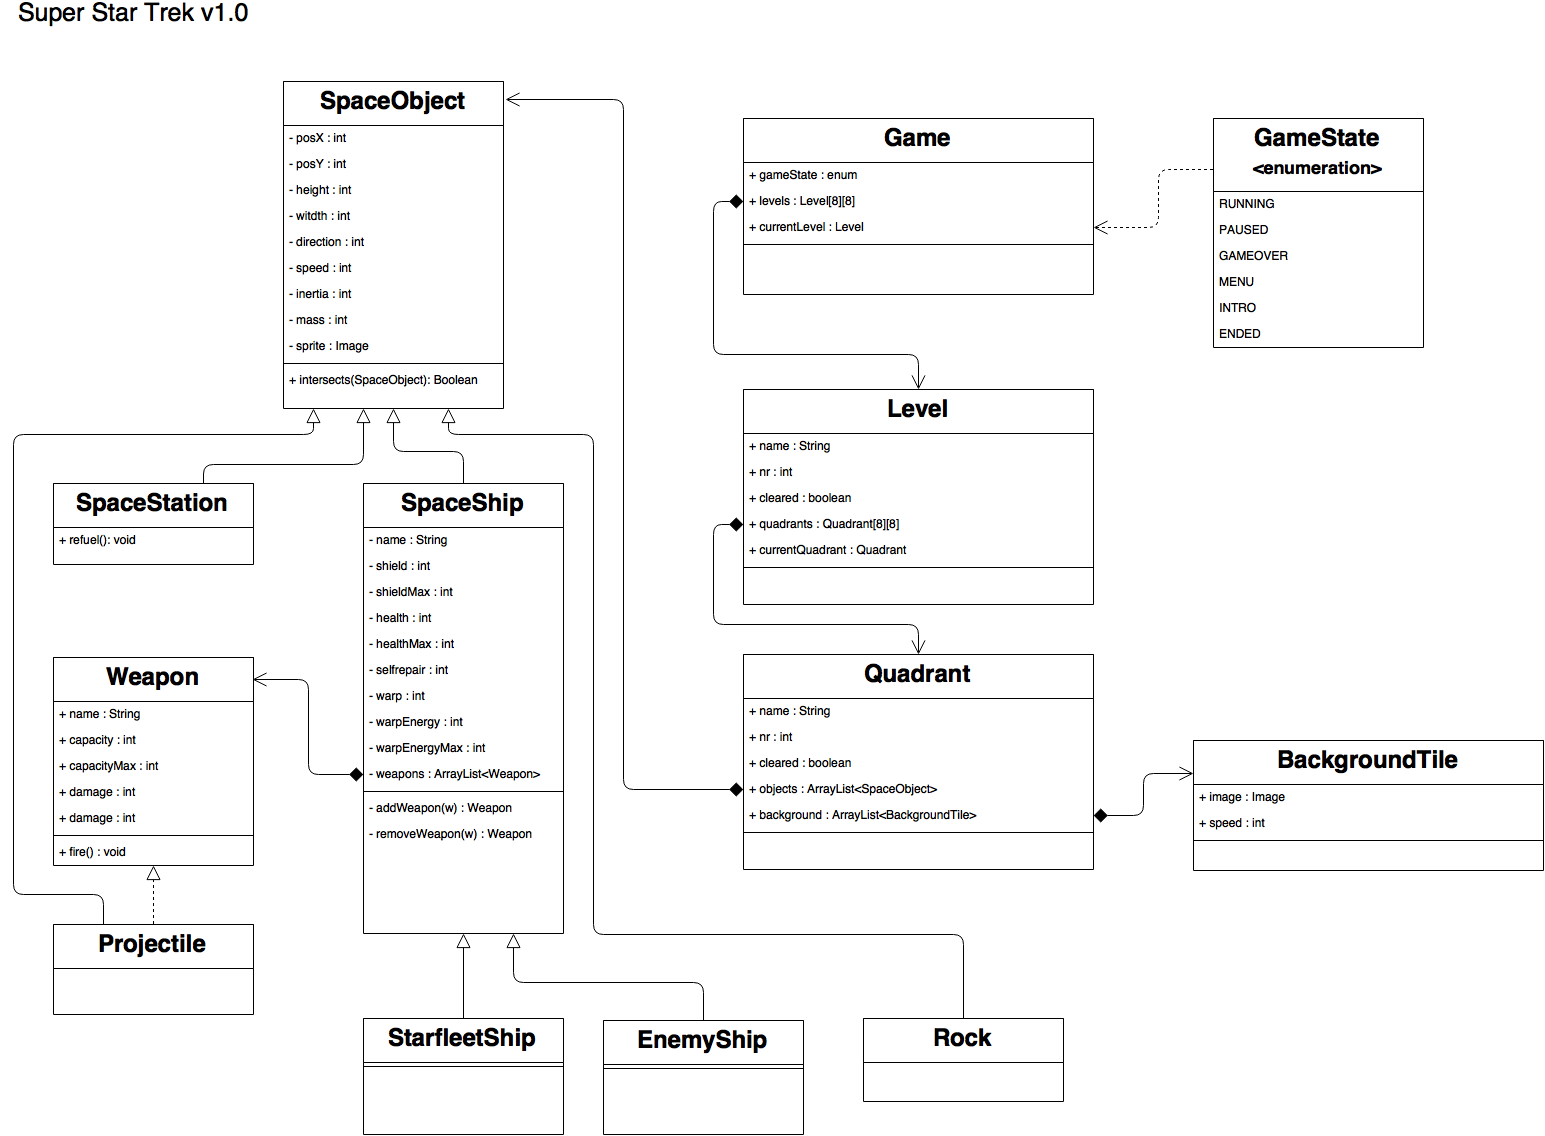 Super Star Trek v1.0
SpaceObject
- posX : int
- posY : int
- height : int
- witdth : int
- direction : int
- speed : int
- inertia : int
- mass : int
- sprite : Image
+ intersects(SpaceObject): Boolean
Game
+ gameState : enum
+ levels : Level[8][8]
+ currentLevel : Level
GameState
<enumeration>
RUNNING
PAUSED
GAMEOVER
MENU
INTRO
ENDED
Level
+ name : String
+ nr : int
+ cleared : boolean
+ quadrants : Quadrant[8][8]
+ currentQuadrant : Quadrant
SpaceStation
+ refuel(): void
SpaceShip
- name : String
- shield : int
- shieldMax : int
- health : int
- healthMax : int
- selfrepair : int
- warp : int
- warpEnergy : int
- warpEnergyMax : int
- weapons : ArrayList<Weapon>
- addWeapon(w) : Weapon
- removeWeapon(w) : Weapon
Weapon
+ name : String
+ capacity : int
+ capacityMax : int
+ damage : int
+ damage : int
+ fire() : void
Quadrant
+ name : String
+ nr : int
+ cleared : boolean
+ objects : ArrayList<SpaceObject>
+ background : ArrayList<BackgroundTile>
BackgroundTile
+ image : Image
+ speed : int
Projectile
StarfleetShip
EnemyShip
Rock